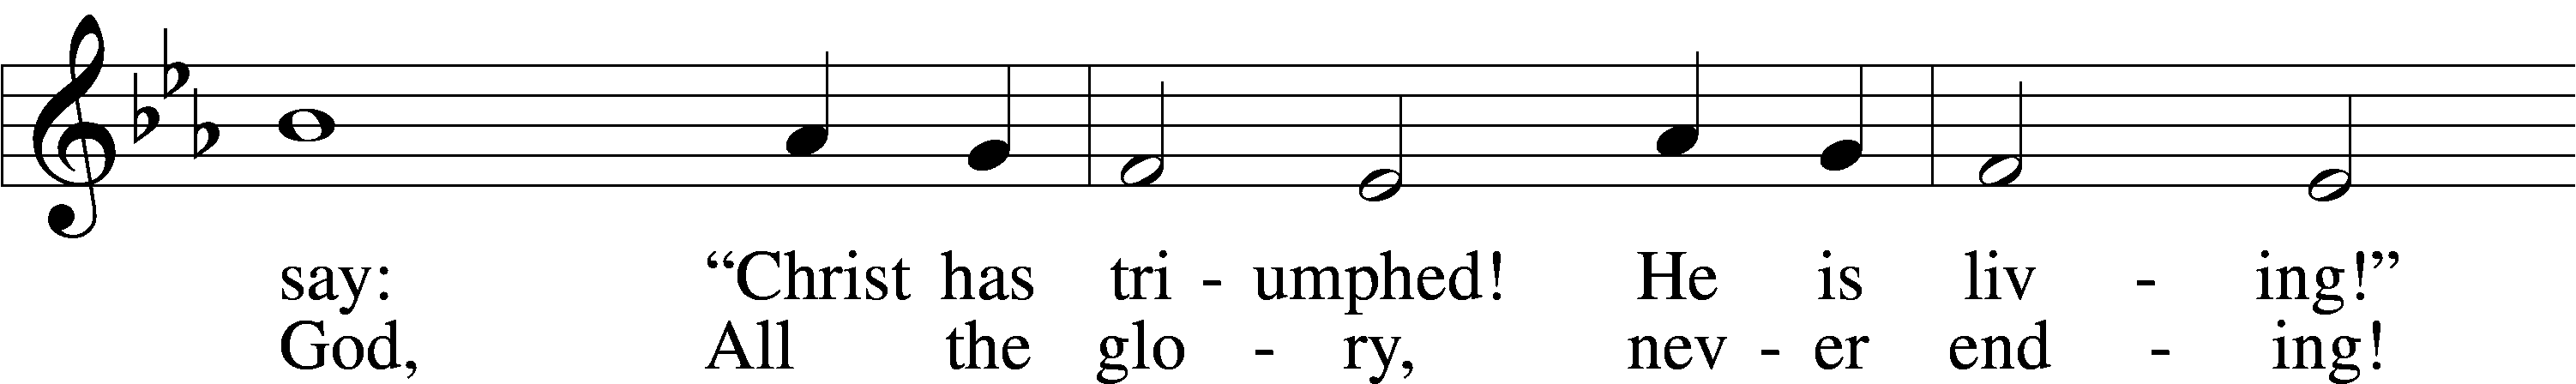 say: “Christ has tri - umphed! He is liv - ing!”
God, All the glo - ry, nev - er end - ing!